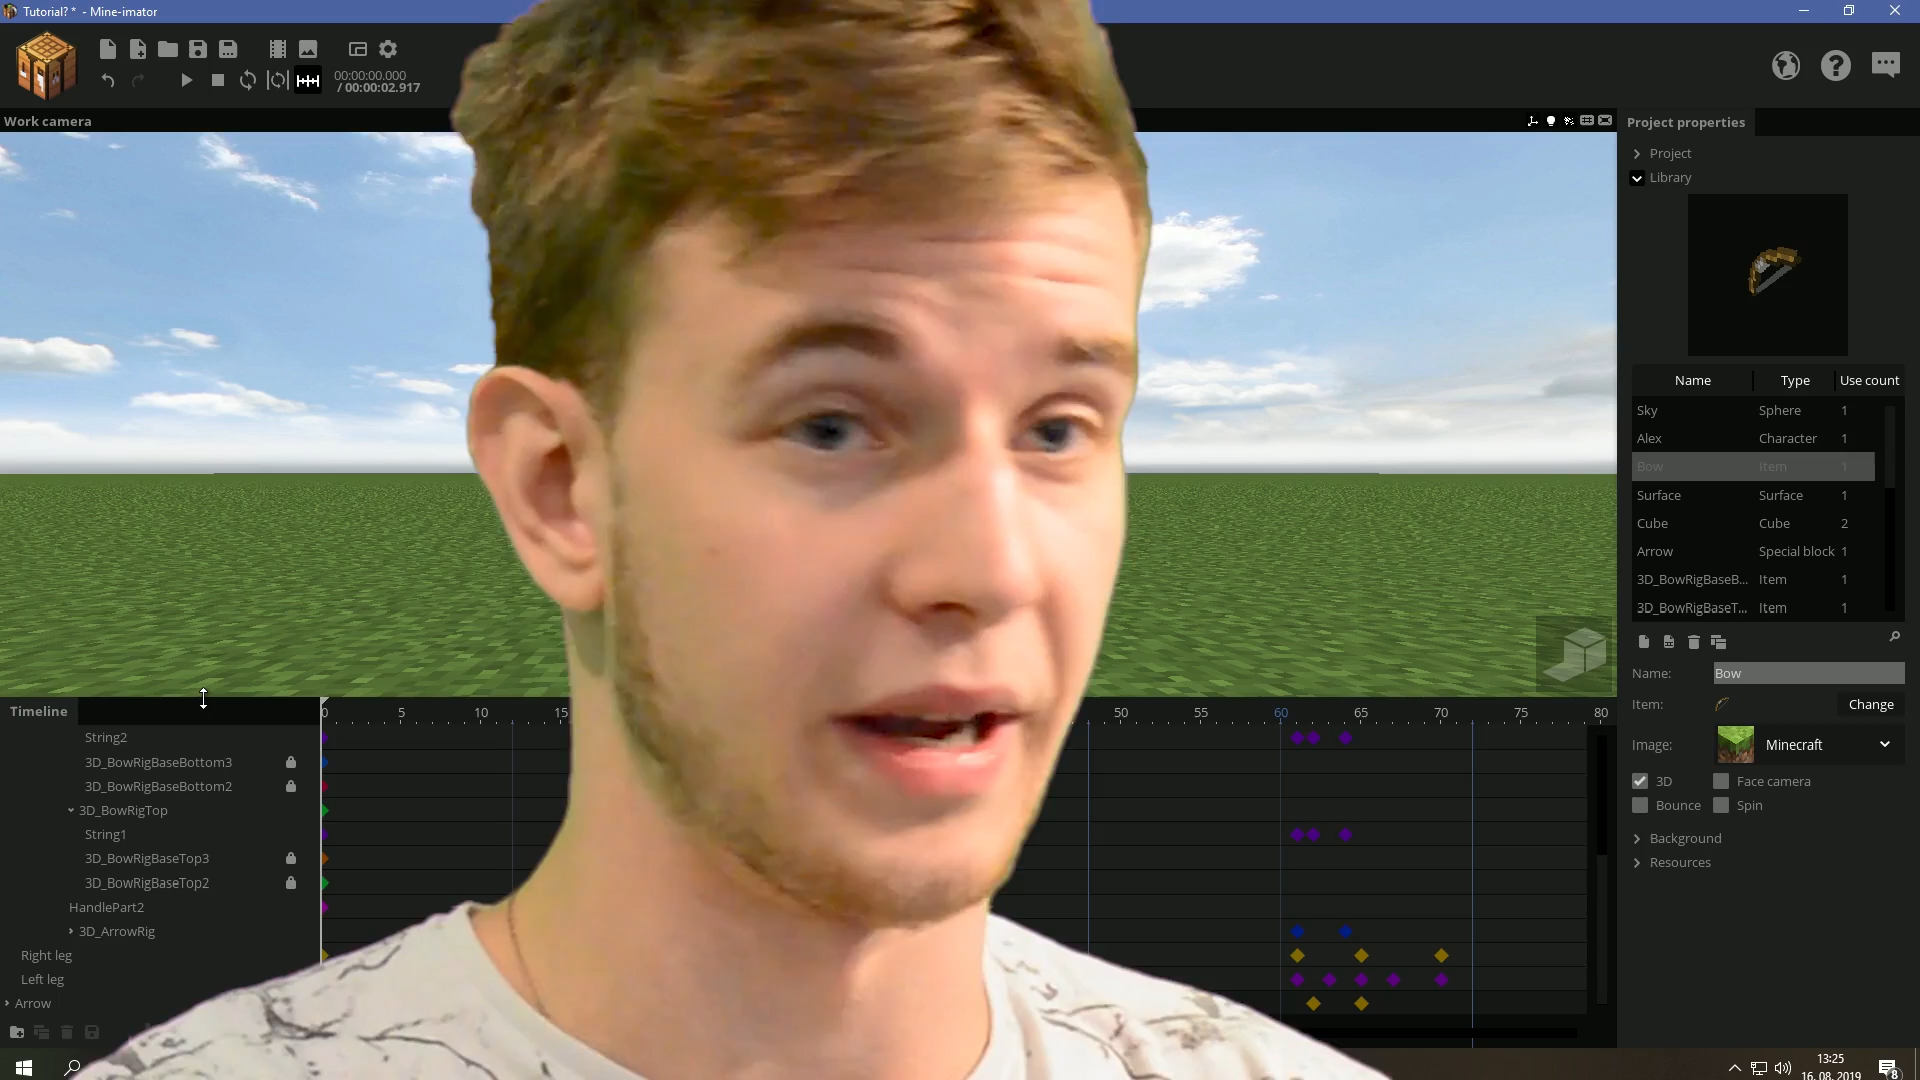 Tutorial? * - Mine-imator
00:00:00.000
/ 00:00:02.917
Work camera
Project properties
Project
Library
Name Type Use count
Sky Sphere 1
Alex Character 1
Bow Item 1
Surface Surface 1
Cube Cube 2
Arrow Special block 1
3D_BowRigBaseB... Item 1
3D_BowRigBaseT... Item 1
Name: Bow
Item: Change
Image: Minecraft
3D Face camera
Bounce Spin
Background
Resources
Timeline
0 5 10 15 50 55 60 65 70 75 80
String2
3D_BowRigBaseBottom3
3D_BowRigBaseBottom2
3D_BowRigTop
String1
3D_BowRigBaseTop3
3D_BowRigBaseTop2
HandlePart2
3D_ArrowRig
Right leg
Left leg
Arrow
13:25
16. 08. 2019
8